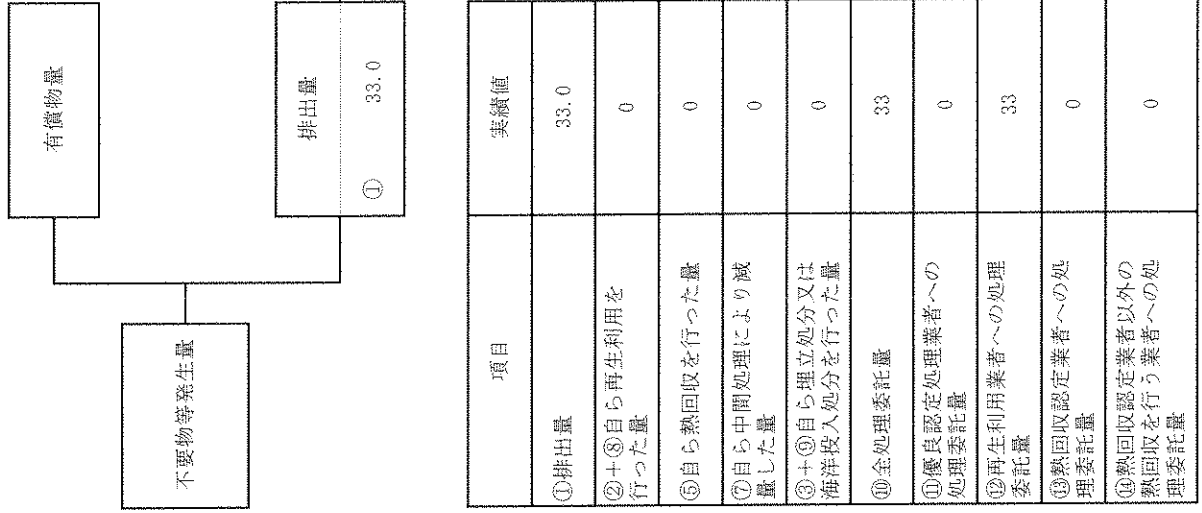 不要物等発生量
有償物量
排出量
① 33.0
項目 実績値
①排出量 33.0
②＋⑧自ら再生利用を
行った量 0
⑤自ら熱回収を行った量 0
⑦自ら中間処理により減
量した量 0
③＋⑨自ら埋立処分又は
海洋投入処分を行った量 0
⑩全処理委託量 33
⑪優良認定処理業者への
処理委託量 0
⑫再生利用業者への処理
委託量 33
⑬熱回収認定業者への処
理委託量 0
⑭熱回収認定業者以外の
熱回収を行う業者への処
理委託量 0